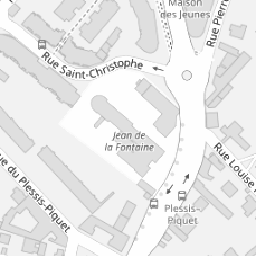 Maison
des Jeunes
Rue Pierr
Rue Saint-Christophe
Jean de
la Fontaine
Rue Louise
ue du Plessis-Piquet
Plessis-
Piquet